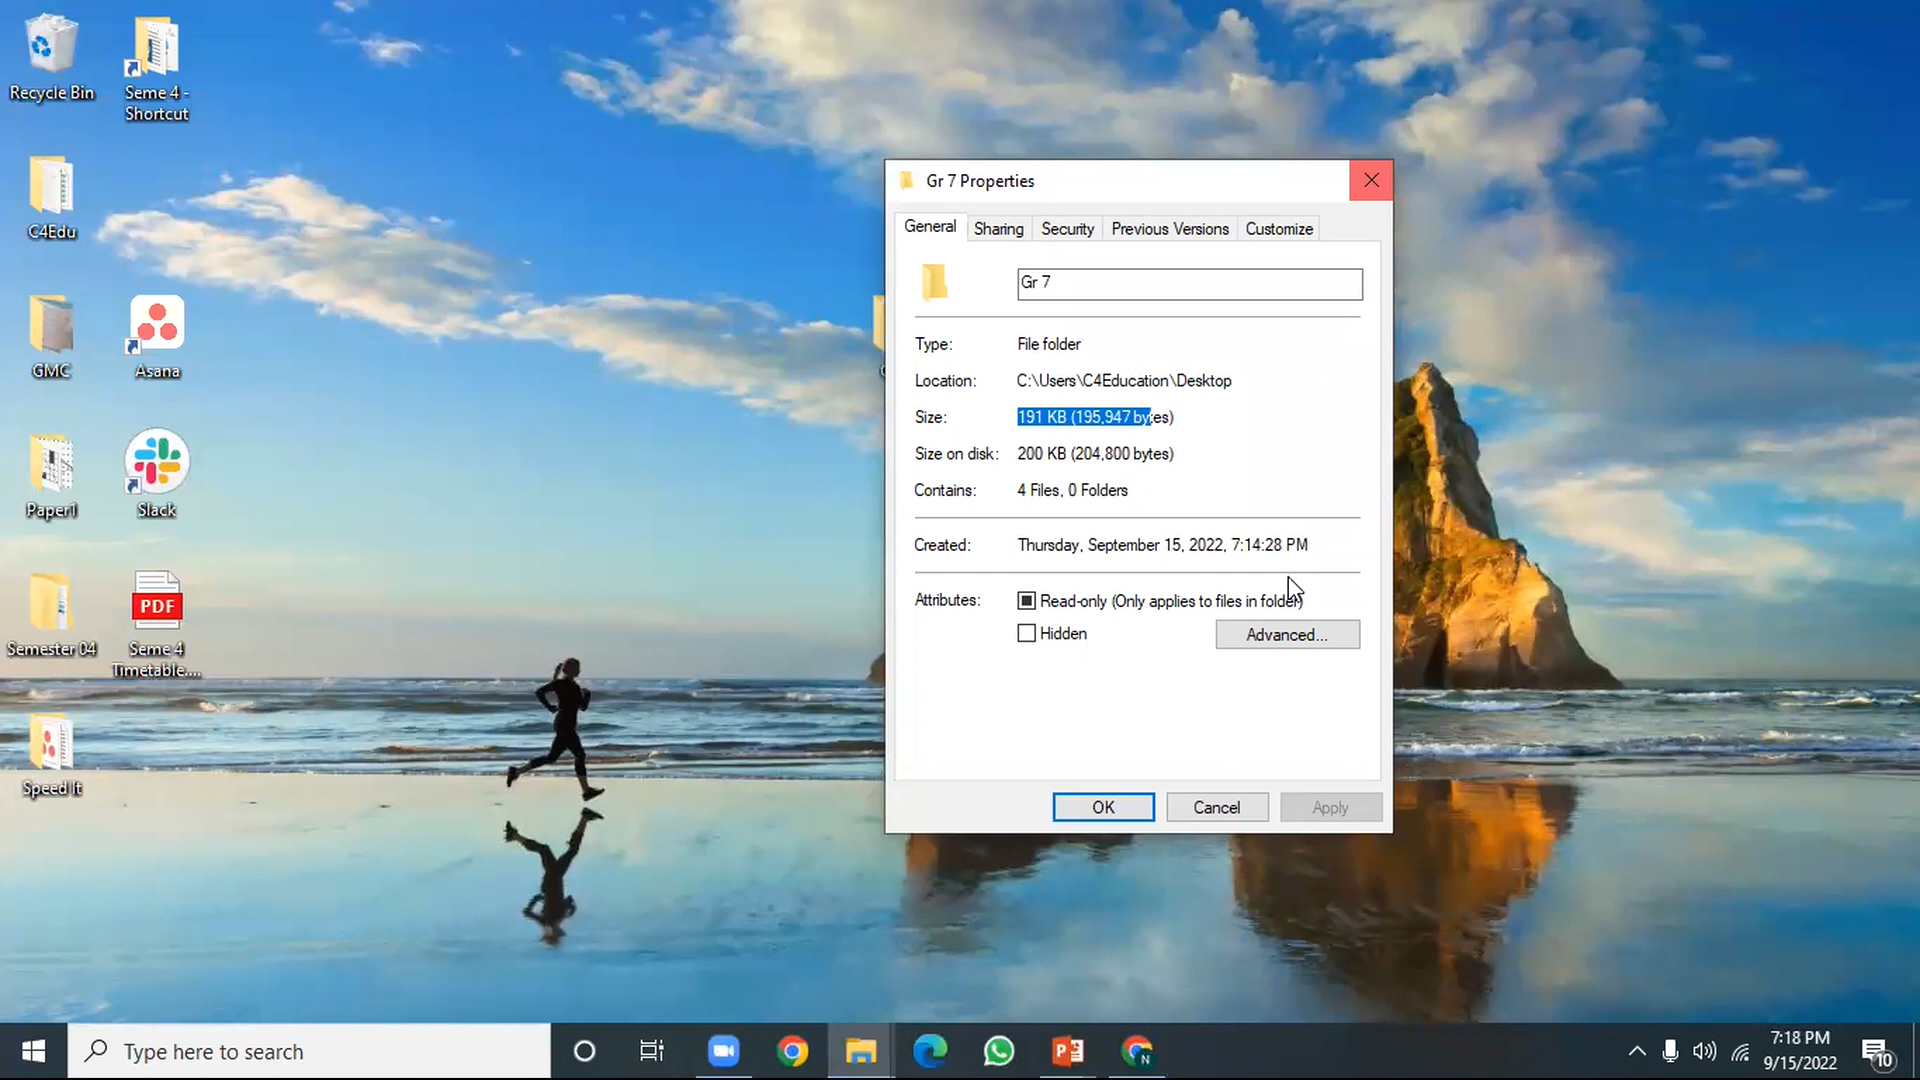 Recycle Bin
Seme 4 -
Shortcut
C4Edu
GMC
Asana
Paper1
Slack
Semester 04
PDF
Seme 4
Timetable....
Speed It
Gr 7 Properties
General
Sharing
Security
Previous Versions
Customize
Gr 7
Type: File folder
Location: C:\Users\C4Education\Desktop
Size: 191 KB (195,947 bytes)
Size on disk: 200 KB (204,800 bytes)
Contains: 4 Files, 0 Folders
Created: Thursday, September 15, 2022, 7:14:28 PM
Attributes: Read-only (Only applies to files in folder)
Hidden
Advanced...
OK
Cancel
Apply
Type here to search
P
N
7:18 PM
9/15/2022
10